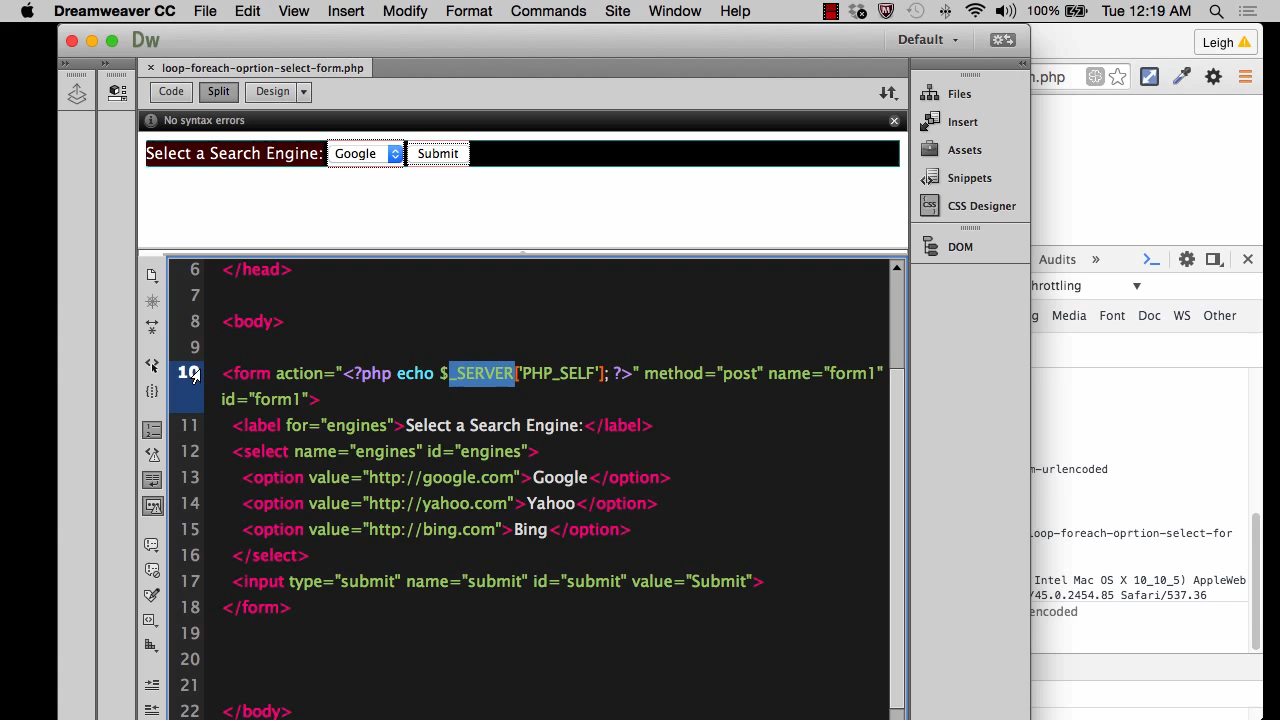 Dreamweaver CC File Edit View Insert Modify Format Commands Site Window Help 100% Tue 12:19 AM
Dw Default
Leigh
× loop-foreach-oprtion-select-form.php
m.php
Code Split Design
Files
No syntax errors
Insert
Select a Search Engine: Google Submit
Assets
Snippets
CSS CSS Designer
DOM
Audits »
hrottling
Media Font Doc WS Other
6 </head>
7
8 <body>
9
10 <form action="<?php echo $_SERVER['PHP_SELF']; ?>" method="post" name="form1"
id="form1">
11 <label for="engines">Select a Search Engine:</label>
12 <select name="engines" id="engines">
13 <option value="http://google.com">Google</option>
14 <option value="http://yahoo.com">Yahoo</option>
15 <option value="http://bing.com">Bing</option>
16 </select>
17 <input type="submit" name="submit" id="submit" value="Submit">
18 </form>
19
20
21
22 </body>
m-urlencoded
loop-foreach-oprtion-select-for
Intel Mac OS X 10_10_5) AppleWeb
/45.0.2454.85 Safari/537.36
encoded